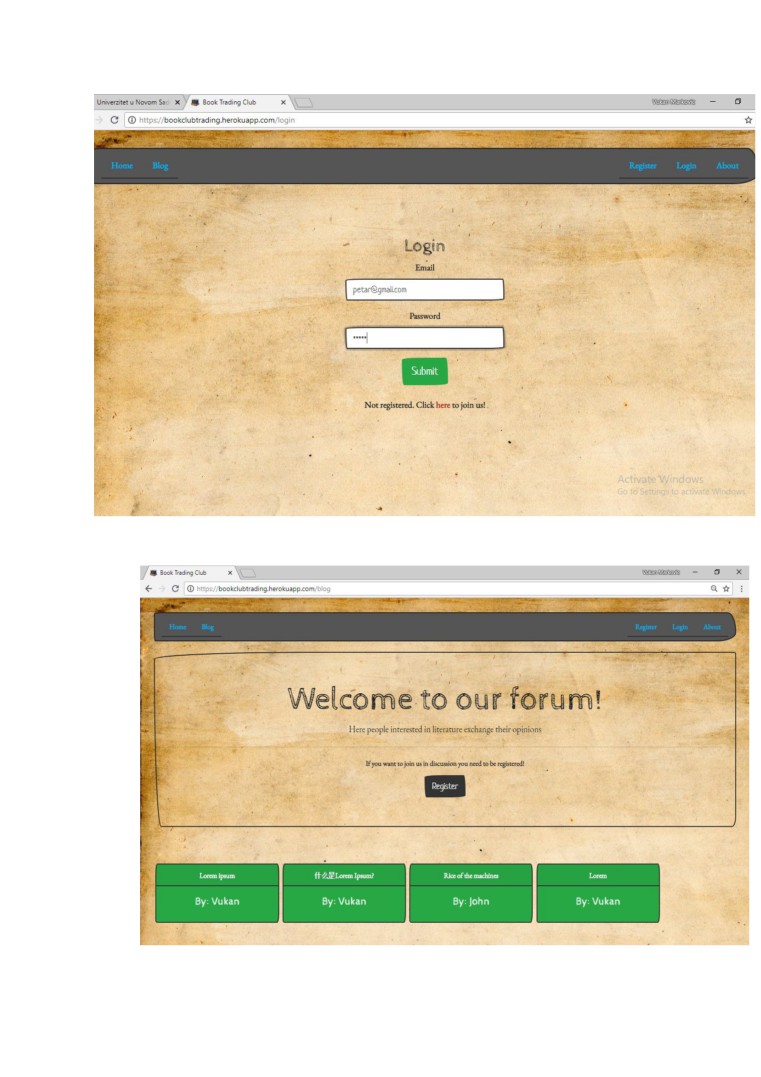 Univerzitet u Novom Sad
Book Trading Club
https://bookclubtrading.herokuapp.com/login
Home Blog Register Login About
Login
Email
petar@gmail.com
Password
•••••
Submit
Not registered. Click here to join us!
Activate Windows
Go to Settings to activate Windows.
Book Trading Club
https://bookclubtrading.herokuapp.com/blog
Home Blog Register Login About
Welcome to our forum!
Here people interested in literature exchange their opinions
If you want to join us in discussion you need to be registered!
Register
Lorem ipsum 什么是Lorem Ipsum? Rice of the machines Lorem
By: Vukan By: Vukan By: John By: Vukan